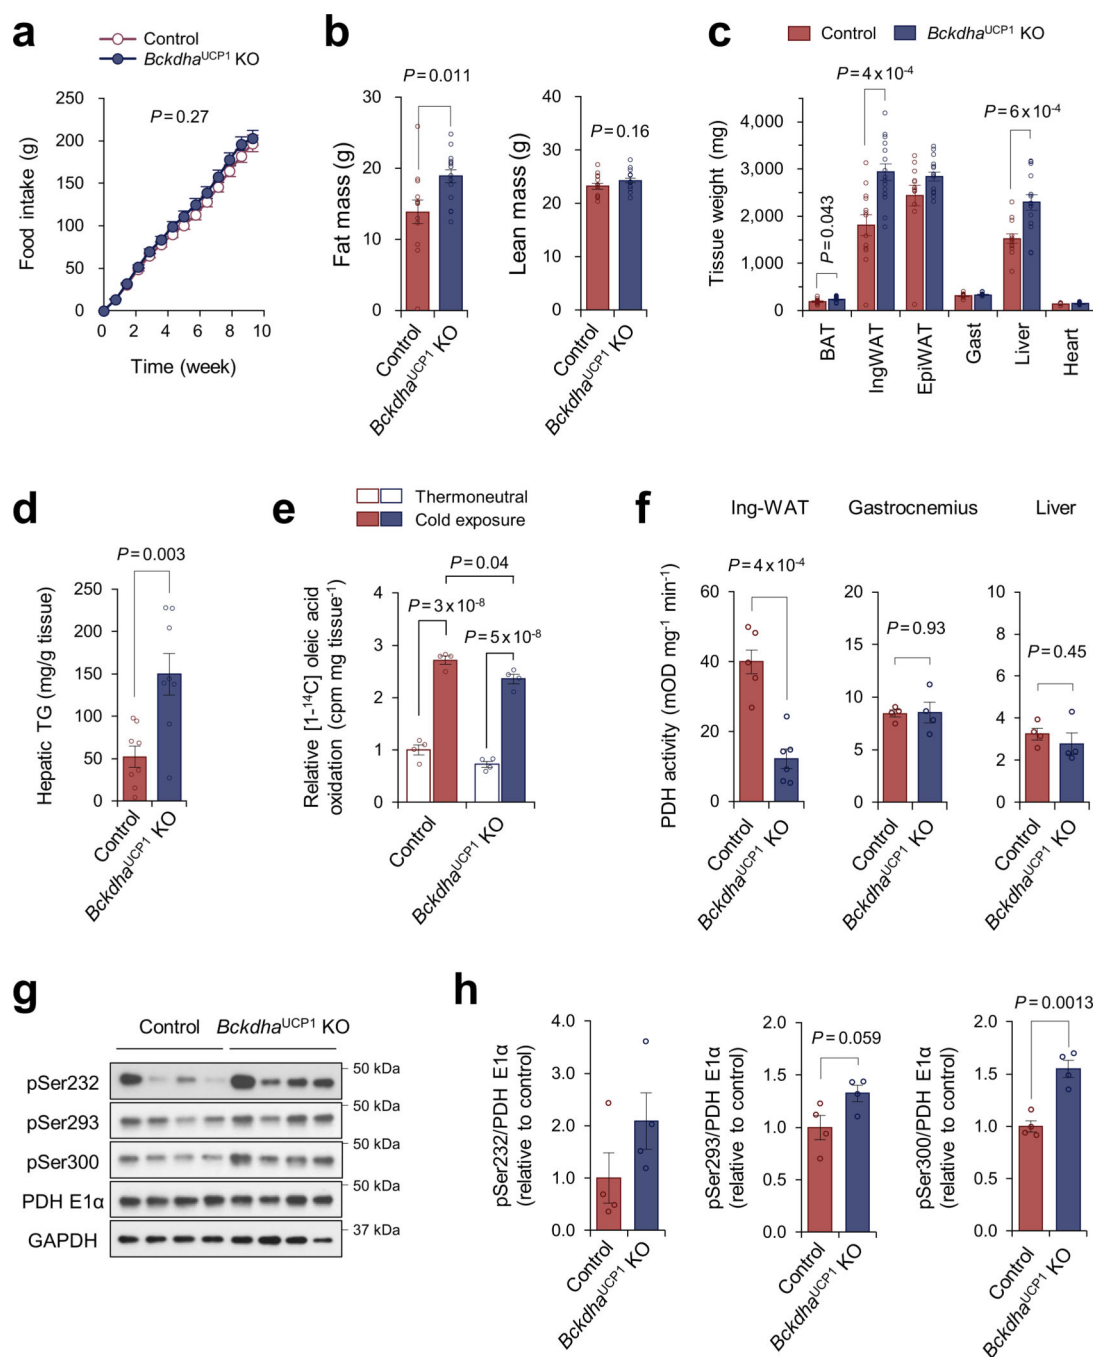 a
Control
Bckdha^UCP1 KO
P = 0.27
Food intake (g)
250
200
150
100
50
0
0 2 4 6 8 10
Time (week)
b
P = 0.011
Fat mass (g)
30
20
10
0
Control
Bckdha^UCP1 KO
P = 0.16
Lean mass (g)
40
30
20
10
0
Control
Bckdha^UCP1 KO
c
Control
Bckdha^UCP1 KO
P = 4 x 10^-4
P = 6 x 10^-4
P = 0.043
Tissue weight (mg)
4,000
3,000
2,000
1,000
0
BAT
IngWAT
EpiWAT
Gast
Liver
Heart
d
P = 0.003
Hepatic TG (mg/g tissue)
250
200
150
100
50
0
Control
Bckdha^UCP1 KO
e
Thermoneutral
Cold exposure
P = 0.04
P = 3 x 10^-8
P = 5 x 10^-8
Relative [1-^14C] oleic acid
oxidation (cpm mg tissue^-1)
4
3
2
1
0
Control
Bckdha^UCP1 KO
f
Ing-WAT
Gastrocnemius
Liver
PDH activity (mOD mg^-1 min^-1)
P = 4 x 10^-4
60
40
20
0
Control
Bckdha^UCP1 KO
P = 0.93
20
15
10
5
0
Control
Bckdha^UCP1 KO
P = 0.45
10
8
6
4
2
0
Control
Bckdha^UCP1 KO
g
Control
Bckdha^UCP1 KO
pSer232
50 kDa
pSer293
50 kDa
pSer300
50 kDa
PDH E1α
50 kDa
GAPDH
37 kDa
h
pSer232/PDH E1α
(relative to control)
4.0
3.0
2.0
1.0
0.0
Control
Bckdha^UCP1 KO
pSer293/PDH E1α
(relative to control)
P = 0.059
2.0
1.5
1.0
0.5
0.0
Control
Bckdha^UCP1 KO
pSer300/PDH E1α
(relative to control)
P = 0.0013
2.0
1.5
1.0
0.5
0.0
Control
Bckdha^UCP1 KO